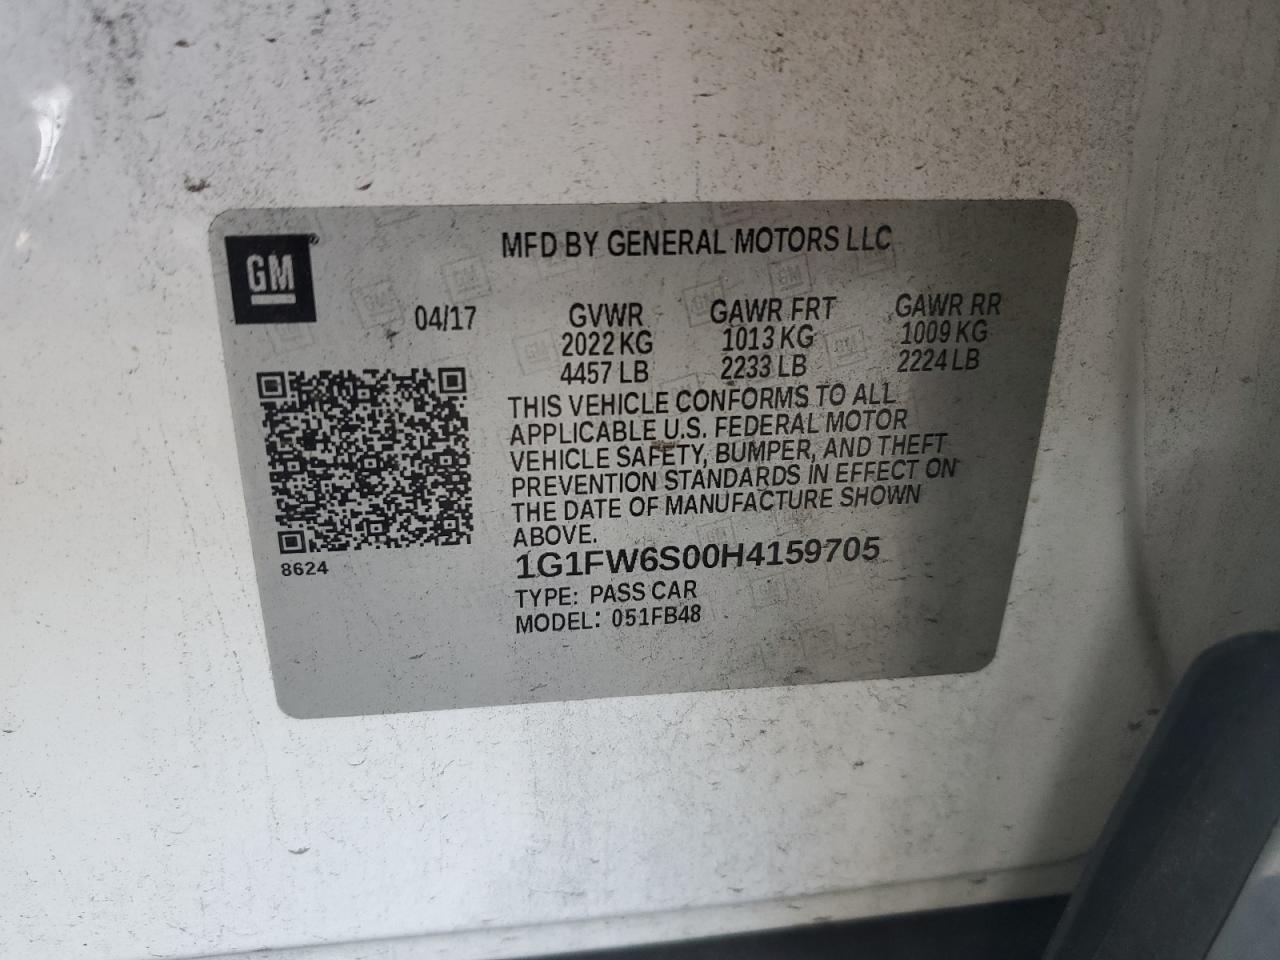 GM
MFD BY GENERAL MOTORS LLC
04/17 GVWR GAWR FRT GAWR RR
2022 KG 1013 KG 1009 KG
4457 LB 2233 LB 2224 LB
THIS VEHICLE CONFORMS TO ALL
APPLICABLE U.S. FEDERAL MOTOR
VEHICLE SAFETY, BUMPER, AND THEFT
PREVENTION STANDARDS IN EFFECT ON
THE DATE OF MANUFACTURE SHOWN
ABOVE.
8624
1G1FW6S00H4159705
TYPE: PASS CAR
MODEL: 051FB48